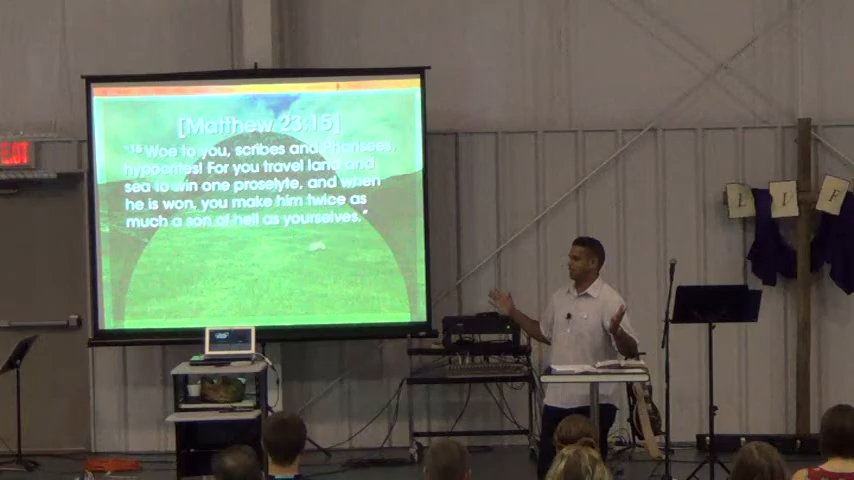 [Matthew 23:15]
"15 Woe to you, scribes and Pharisees,
hypocrites! For you travel land and
sea to win one proselyte, and when
he is won, you make him twice as
much a son of hell as yourselves."
EXIT
L V F